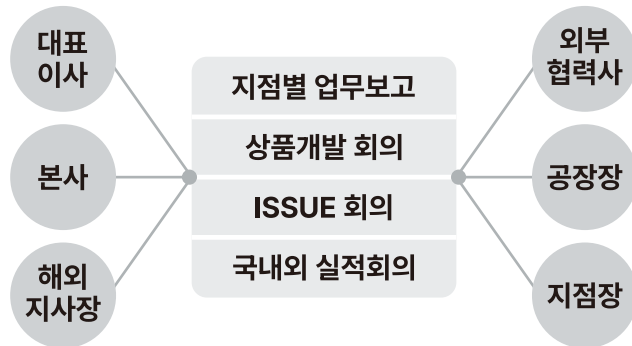 대표
이사
본사
해외
지사장
지점별 업무보고
상품개발 회의
ISSUE 회의
국내외 실적회의
외부
협력사
공장장
지점장